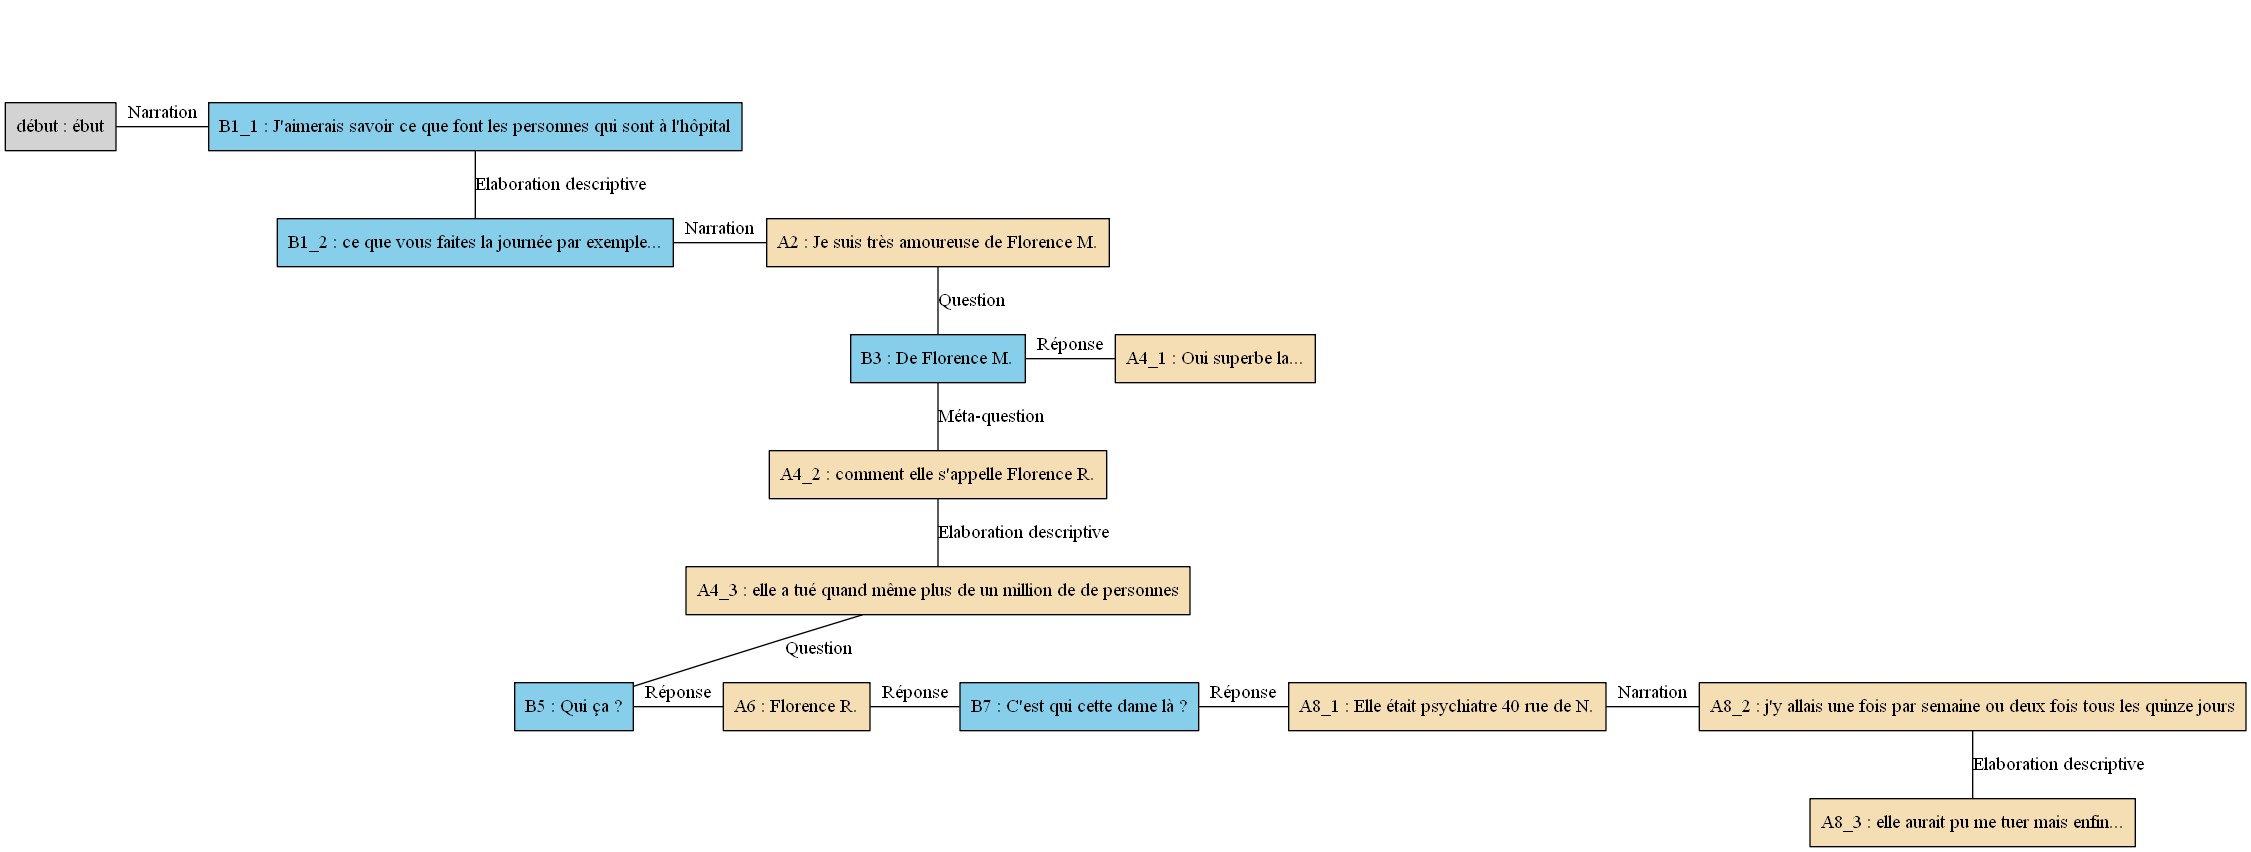 Narration
début : ébut
B1_1 : J'aimerais savoir ce que font les personnes qui sont à l'hôpital
Elaboration descriptive
Narration
B1_2 : ce que vous faites la journée par exemple...
A2 : Je suis très amoureuse de Florence M.
Question
Réponse
B3 : De Florence M.
A4_1 : Oui superbe la...
Méta-question
A4_2 : comment elle s'appelle Florence R.
Elaboration descriptive
A4_3 : elle a tué quand même plus de un million de de personnes
Question
Réponse
Réponse
Réponse
Narration
B5 : Qui ça ?
A6 : Florence R.
B7 : C'est qui cette dame là ?
A8_1 : Elle était psychiatre 40 rue de N.
A8_2 : j'y allais une fois par semaine ou deux fois tous les quinze jours
Elaboration descriptive
A8_3 : elle aurait pu me tuer mais enfin...